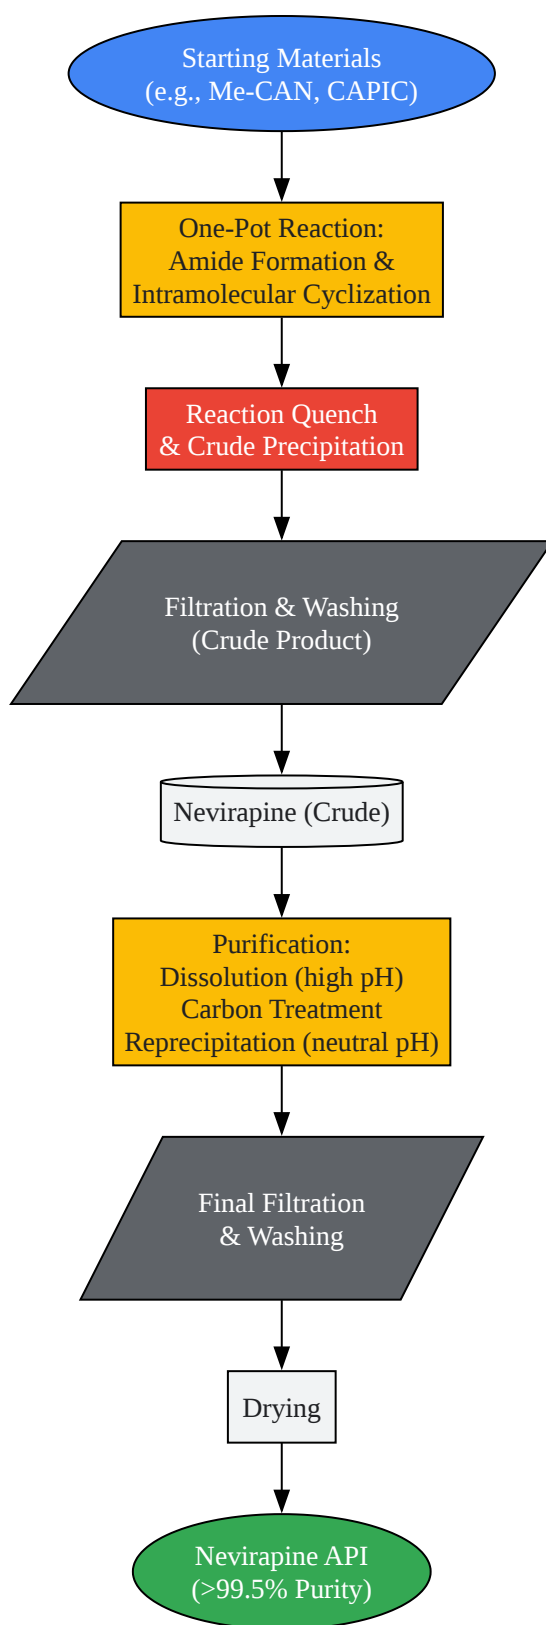 Starting Materials
(e.g., Me-CAN, CAPIC)
One-Pot Reaction:
Amide Formation &
Intramolecular Cyclization
Reaction Quench
& Crude Precipitation
Filtration & Washing
(Crude Product)
Nevirapine (Crude)
Purification:
Dissolution (high pH)
Carbon Treatment
Reprecipitation (neutral pH)
Final Filtration
& Washing
Drying
Nevirapine API
(>99.5% Purity)